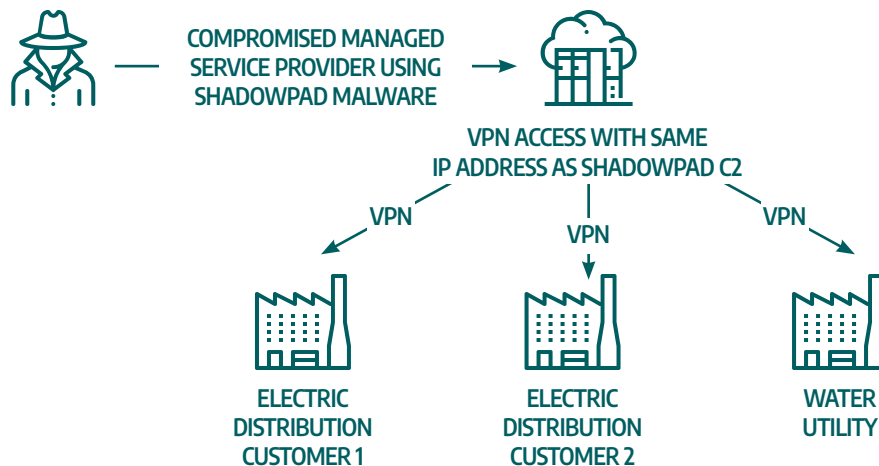 COMPROMISED MANAGED
SERVICE PROVIDER USING
SHADOWPAD MALWARE
VPN ACCESS WITH SAME
IP ADDRESS AS SHADOWPAD C2
VPN
VPN
VPN
ELECTRIC
DISTRIBUTION
CUSTOMER 1
ELECTRIC
DISTRIBUTION
CUSTOMER 2
WATER
UTILITY